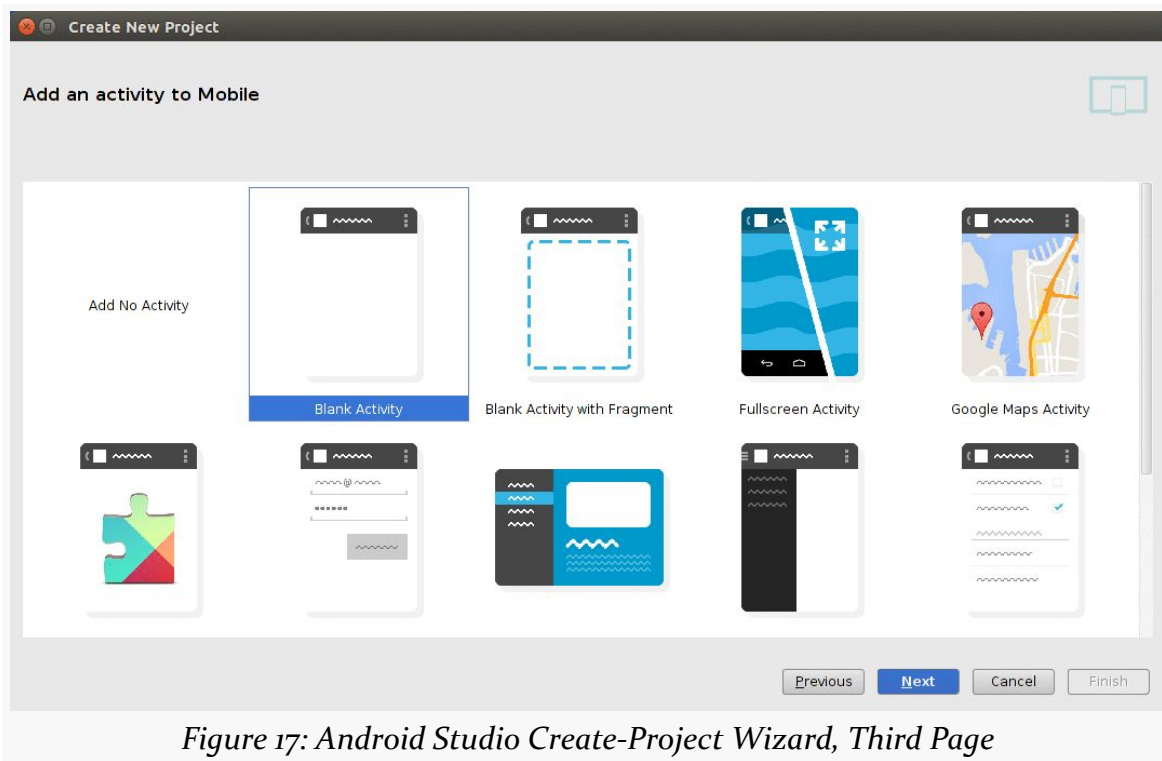 Create New Project
Add an activity to Mobile
Add No Activity
Blank Activity
Blank Activity with Fragment
Fullscreen Activity
Google Maps Activity
@
Previous
Next
Cancel
Finish
Figure 17: Android Studio Create-Project Wizard, Third Page